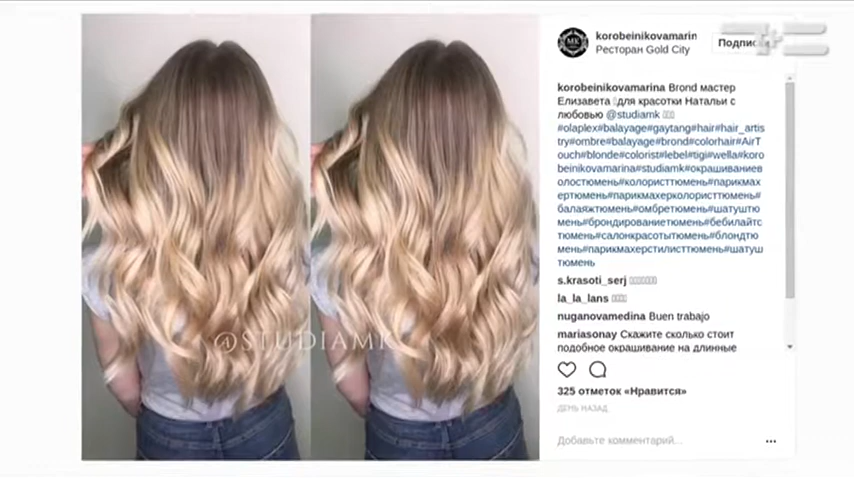 MK
korobeinikovamarin
Ресторан Gold City
Подпис
korobeinikovamarina Brond мастер
Елизавета для красотки Натальи с
любовью @studiamk
#olaplex#balayage#gaytang#hair#hair_artis
try#ombre#balayage#brond#colorhair#AirT
ouch#blonde#colorist#lebel#tigi#wella#koro
beinikovamarina#studiamk#окрашиваниев
олостюмень#колористтюмень#парикмах
ертюмень#парикмахерколористтюмень#
балаяжтюмень#омбретюмень#шатуштю
мень#брондированиетюмень#бебилайтс
тюмень#салонкрасотытюмень#блондтю
мень#парикмахерстилисттюмень#шатуш
тюмень
s.krasoti_serj
la_la_lans
nuganovamedina Buen trabajo
mariasonay Скажите сколько стоит
подобное окрашивание на длинные
@STUDIAMK
325 отметок «Нравится»
ДЕНЬ НАЗАД
Добавьте комментарий...